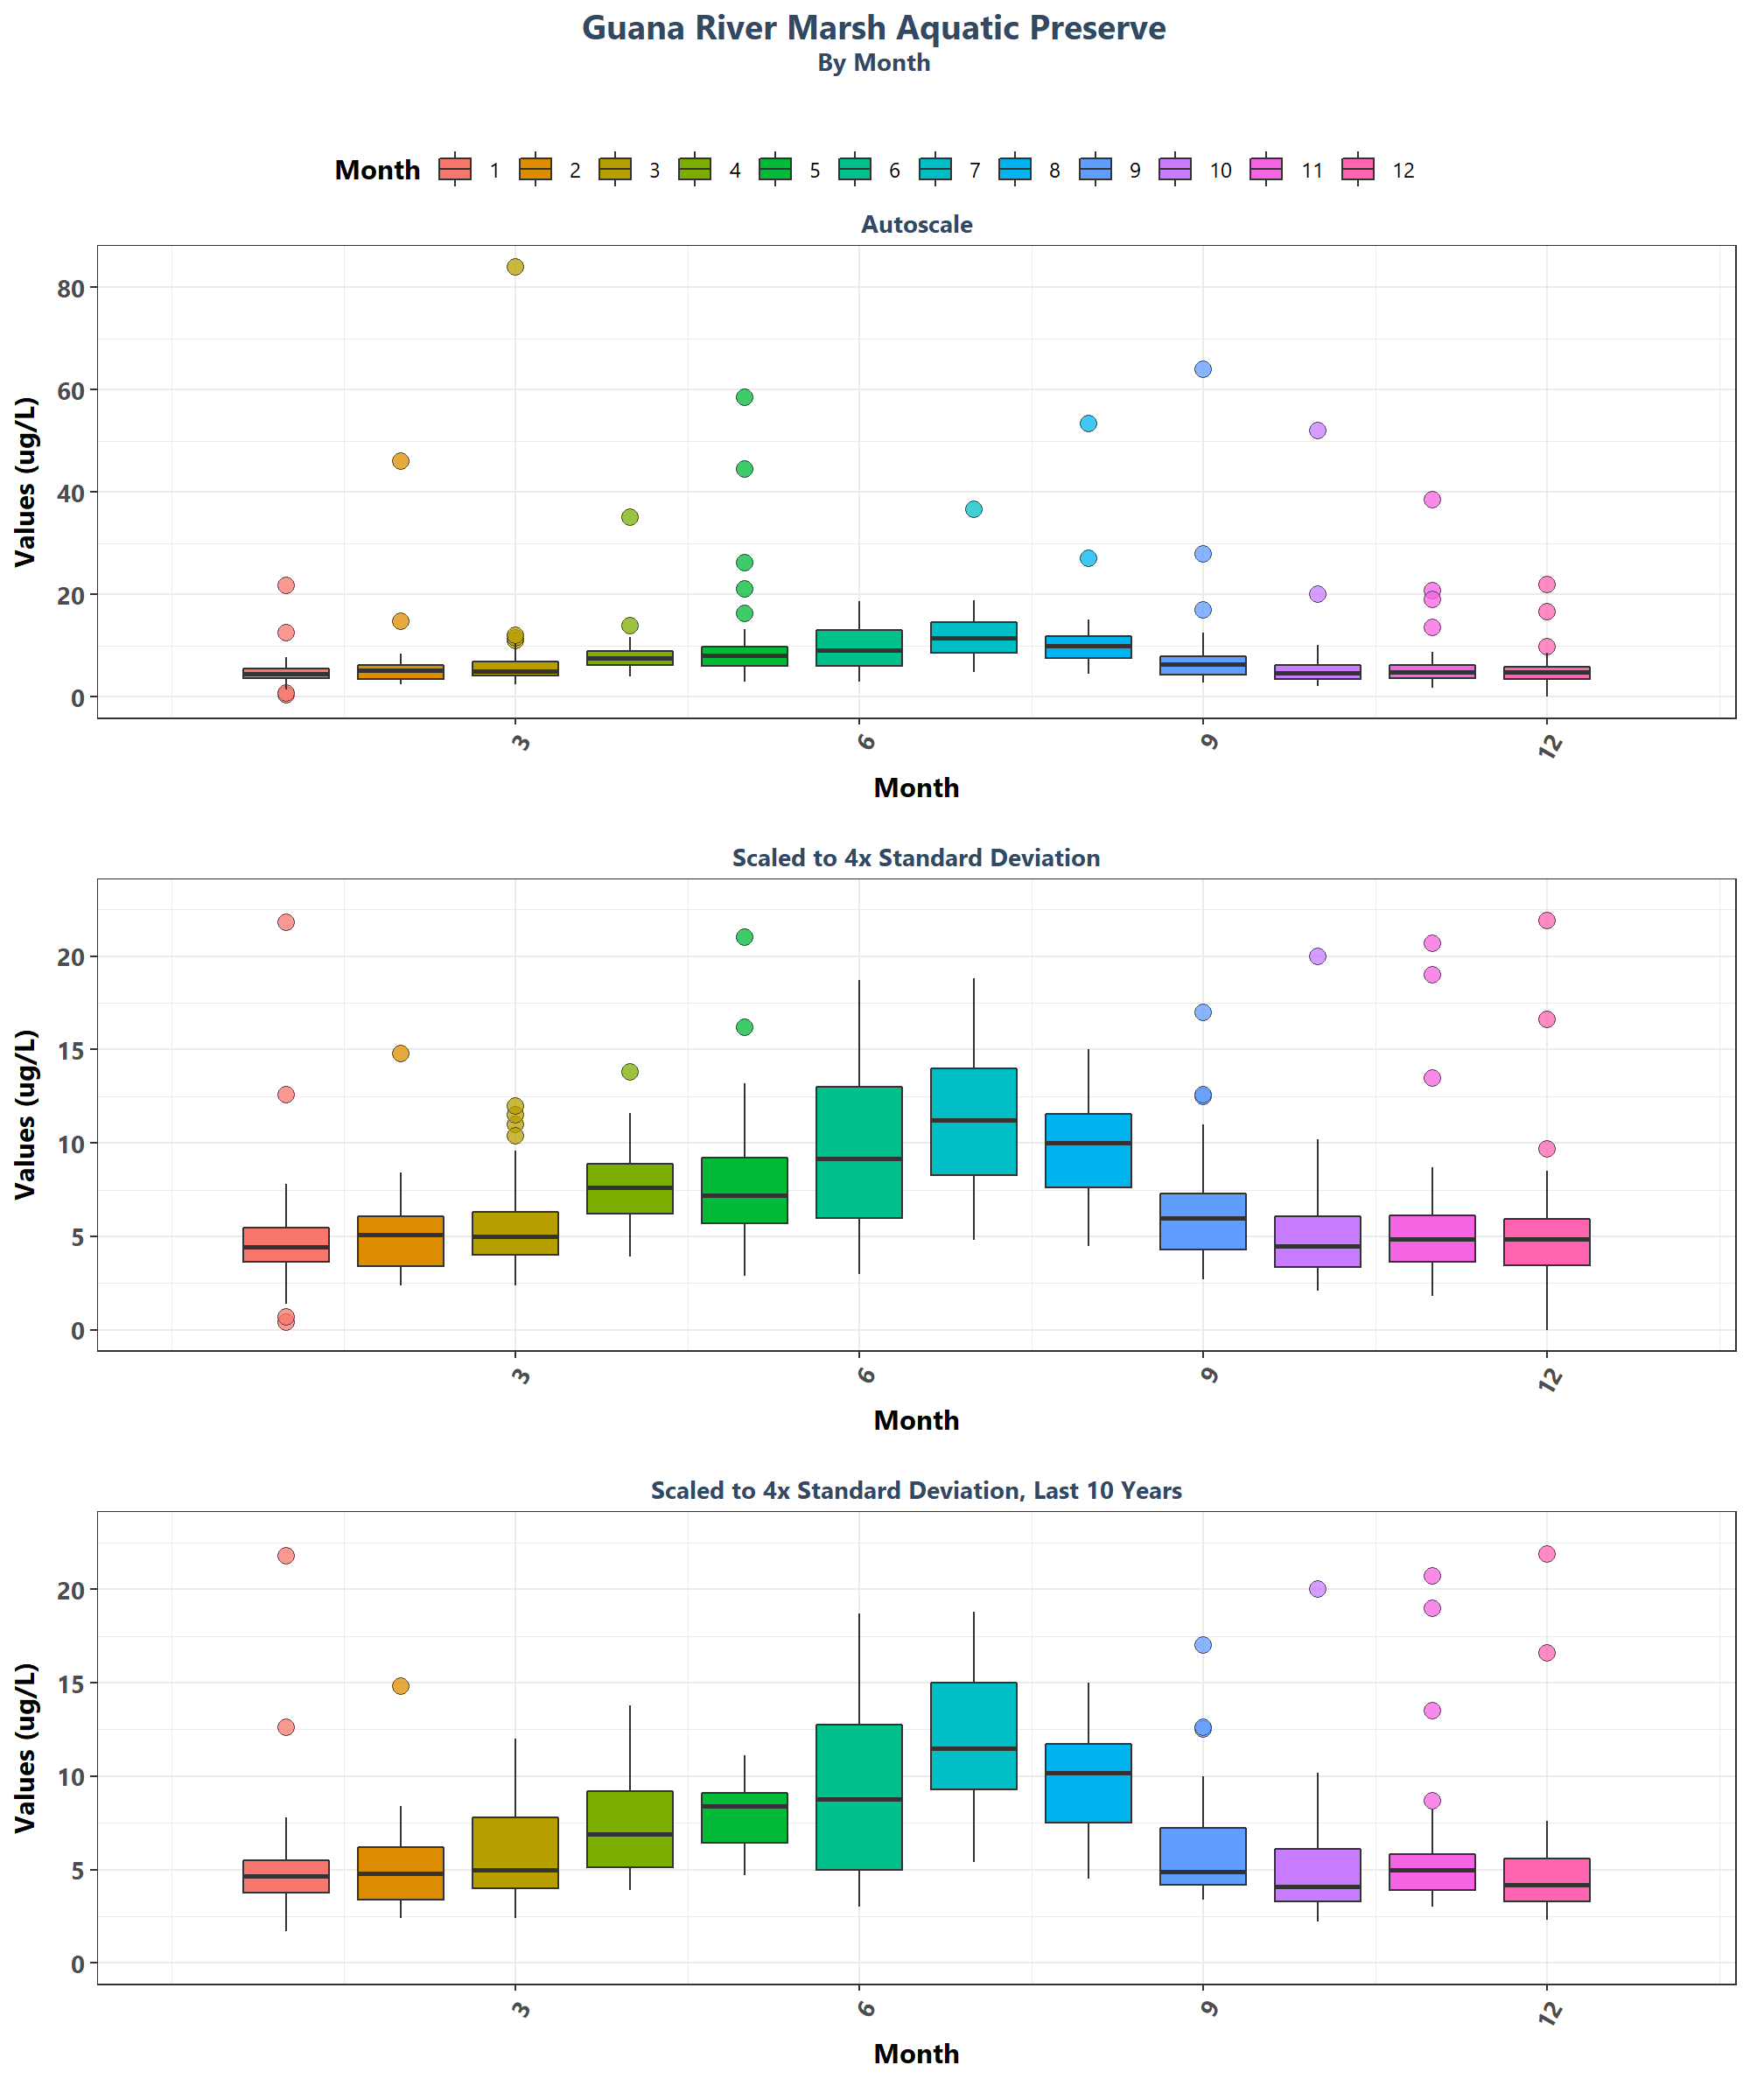 Guana River Marsh Aquatic Preserve
By Month
Month 1 2 3 4 5 6 7 8 9 10 11 12
Autoscale
Values (ug/L)
80
60
40
20
0
3 6 9 12
Month
Scaled to 4x Standard Deviation
Values (ug/L)
20
15
10
5
0
3 6 9 12
Month
Scaled to 4x Standard Deviation, Last 10 Years
Values (ug/L)
20
15
10
5
0
3 6 9 12
Month